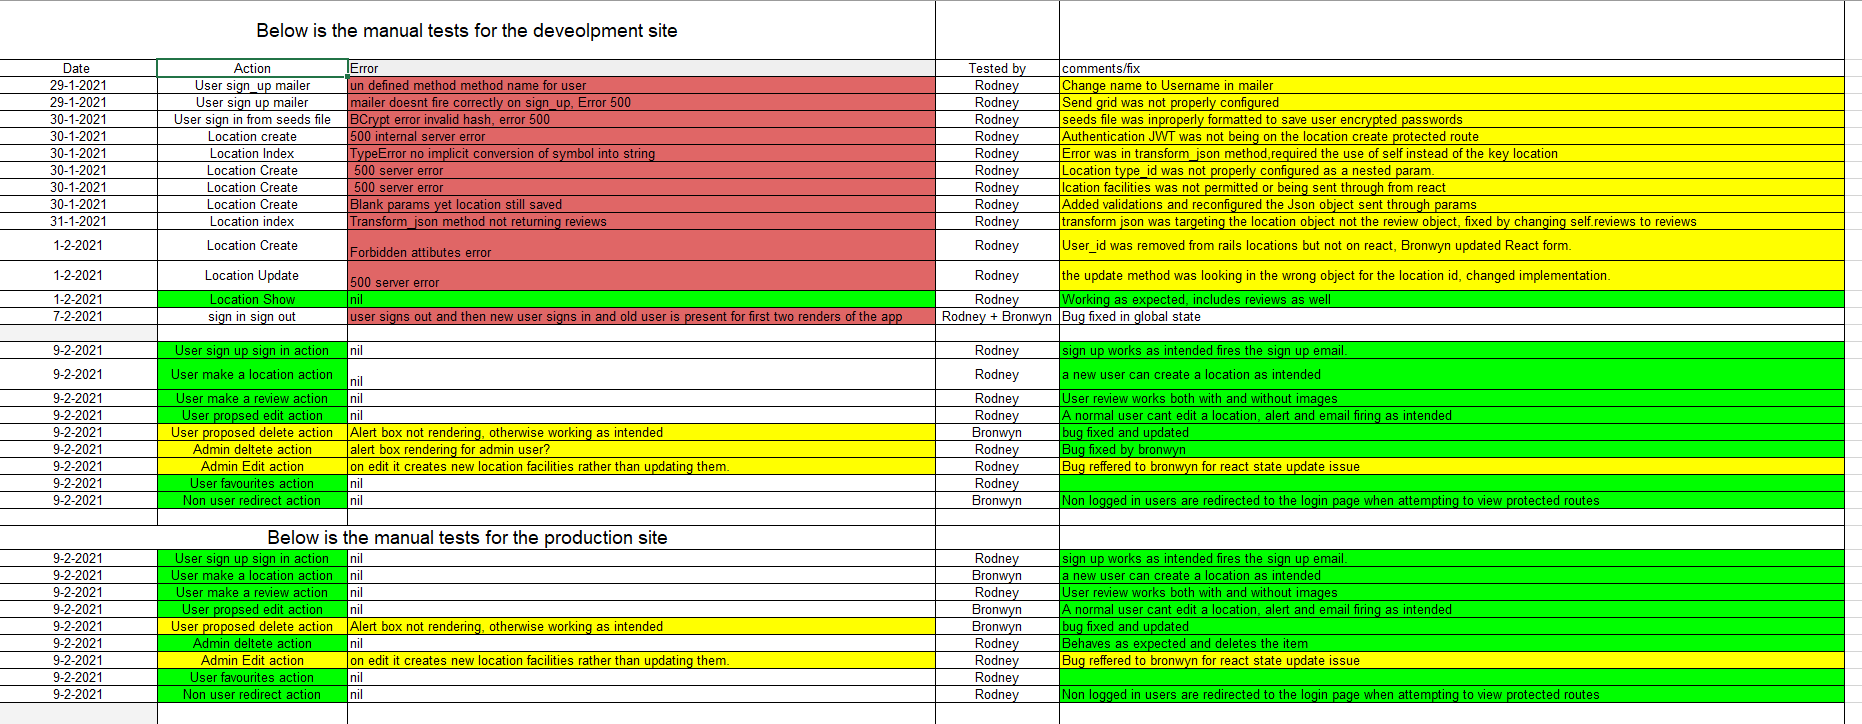 Below is the manual tests for the deveolpment site
Date Action Error Tested by comments/fix
29-1-2021 User sign_up mailer un defined method method name for user Rodney Change name to Username in mailer
29-1-2021 User sign up mailer mailer doesnt fire correctly on sign_up, Error 500 Rodney Send grid was not properly configured
30-1-2021 User sign in from seeds file BCrypt error invalid hash, error 500 Rodney seeds file was inproperly formatted to save user encrypted passwords
30-1-2021 Location create 500 internal server error Rodney Authentication JWT was not being on the location create protected route
30-1-2021 Location Index TypeError no implicit conversion of symbol into string Rodney Error was in transform_json method,required the use of self instead of the key location
30-1-2021 Location Create 500 server error Rodney Location type_id was not properly configured as a nested param.
30-1-2021 Location Create 500 server error Rodney lcation facilities was not permitted or being sent through from react
30-1-2021 Location Create Blank params yet location still saved Rodney Added validations and reconfigured the Json object sent through params
31-1-2021 Location index Transform_json method not returning reviews Rodney transform json was targeting the location object not the review object, fixed by changing self.reviews to reviews
1-2-2021 Location Create Forbidden attibutes error Rodney User_id was removed from rails locations but not on react, Bronwyn updated React form.
1-2-2021 Location Update 500 server error Rodney the update method was looking in the wrong object for the location id, changed implementation.
1-2-2021 Location Show nil Rodney Working as expected, includes reviews as well
7-2-2021 sign in sign out user signs out and then new user signs in and old user is present for first two renders of the app Rodney + Bronwyn Bug fixed in global state
9-2-2021 User sign up sign in action nil Rodney sign up works as intended fires the sign up email.
9-2-2021 User make a location action nil Rodney a new user can create a location as intended
9-2-2021 User make a review action nil Rodney User review works both with and without images
9-2-2021 User propsed edit action nil Rodney A normal user cant edit a location, alert and email firing as intended
9-2-2021 User proposed delete action Alert box not rendering, otherwise working as intended Bronwyn bug fixed and updated
9-2-2021 Admin deltete action alert box rendering for admin user? Rodney Bug fixed by bronwyn
9-2-2021 Admin Edit action on edit it creates new location facilities rather than updating them. Rodney Bug reffered to bronwyn for react state update issue
9-2-2021 User favourites action nil Rodney
9-2-2021 Non user redirect action nil Bronwyn Non logged in users are redirected to the login page when attempting to view protected routes
Below is the manual tests for the production site
9-2-2021 User sign up sign in action nil Rodney sign up works as intended fires the sign up email.
9-2-2021 User make a location action nil Bronwyn a new user can create a location as intended
9-2-2021 User make a review action nil Rodney User review works both with and without images
9-2-2021 User propsed edit action nil Bronwyn A normal user cant edit a location, alert and email firing as intended
9-2-2021 User proposed delete action Alert box not rendering, otherwise working as intended Bronwyn bug fixed and updated
9-2-2021 Admin deltete action nil Rodney Behaves as expected and deletes the item
9-2-2021 Admin Edit action on edit it creates new location facilities rather than updating them. Rodney Bug reffered to bronwyn for react state update issue
9-2-2021 User favourites action nil Rodney
9-2-2021 Non user redirect action nil Rodney Non logged in users are redirected to the login page when attempting to view protected routes